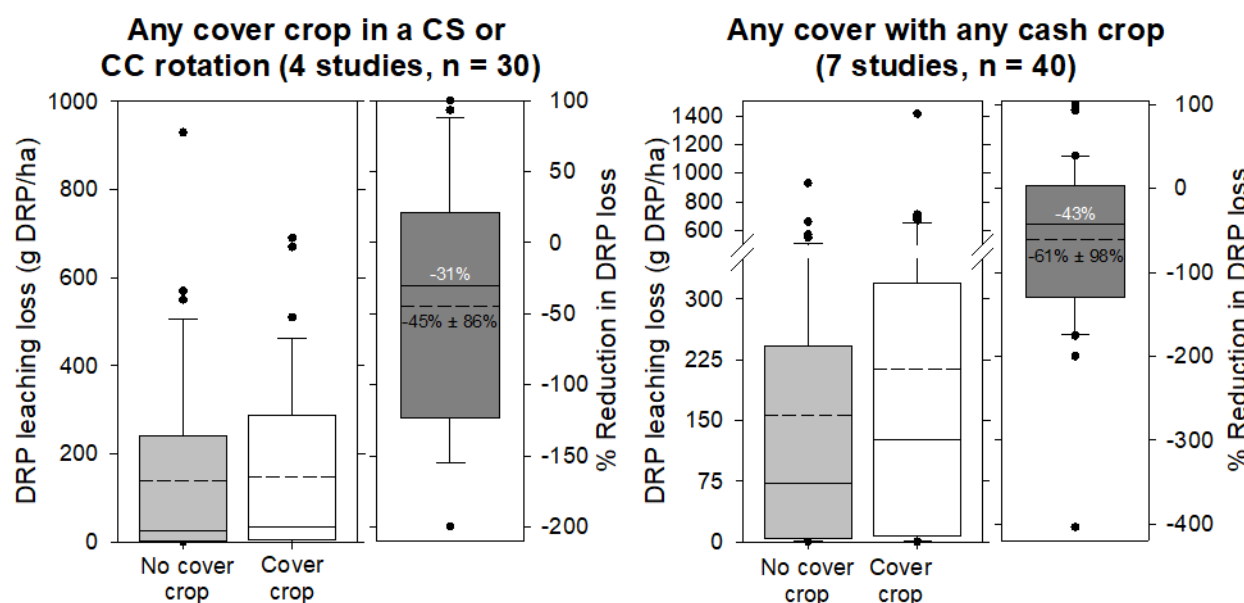 Any cover crop in a CS or
CC rotation (4 studies, n = 30)
DRP leaching loss (g DRP/ha)
1000
800
600
400
200
0
No cover
crop
Cover
crop
-31%
-45% ± 86%
100
50
0
-50
-100
-150
-200
% Reduction in DRP loss
Any cover with any cash crop
(7 studies, n = 40)
DRP leaching loss (g DRP/ha)
1400
1200
1000
800
600
300
225
150
75
0
No cover
crop
Cover
crop
-43%
-61% ± 98%
100
-0
-100
-200
-300
-400
% Reduction in DRP loss